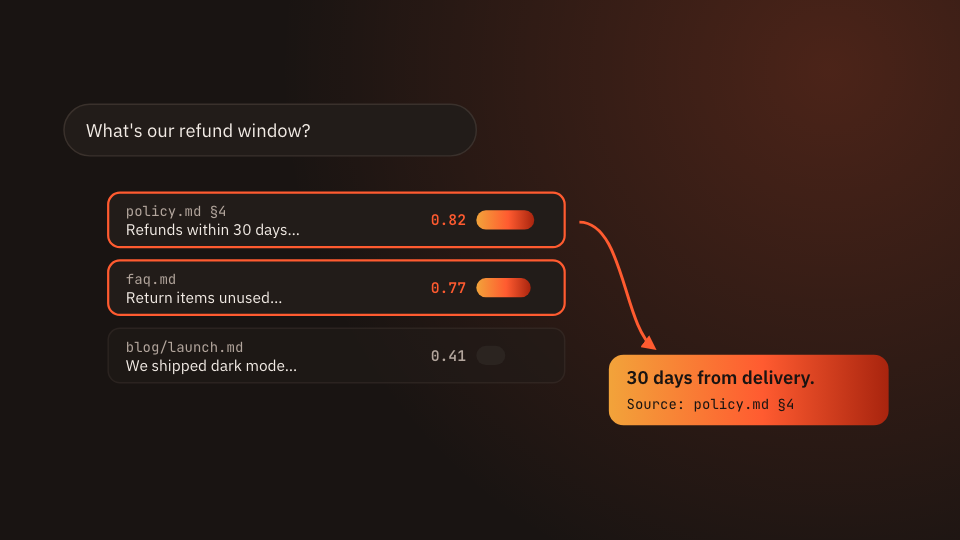 What's our refund window?
policy.md §4
Refunds within 30 days...
0.82
faq.md
Return items unused...
0.77
blog/launch.md
We shipped dark mode...
0.41
30 days from delivery.
Source: policy.md §4